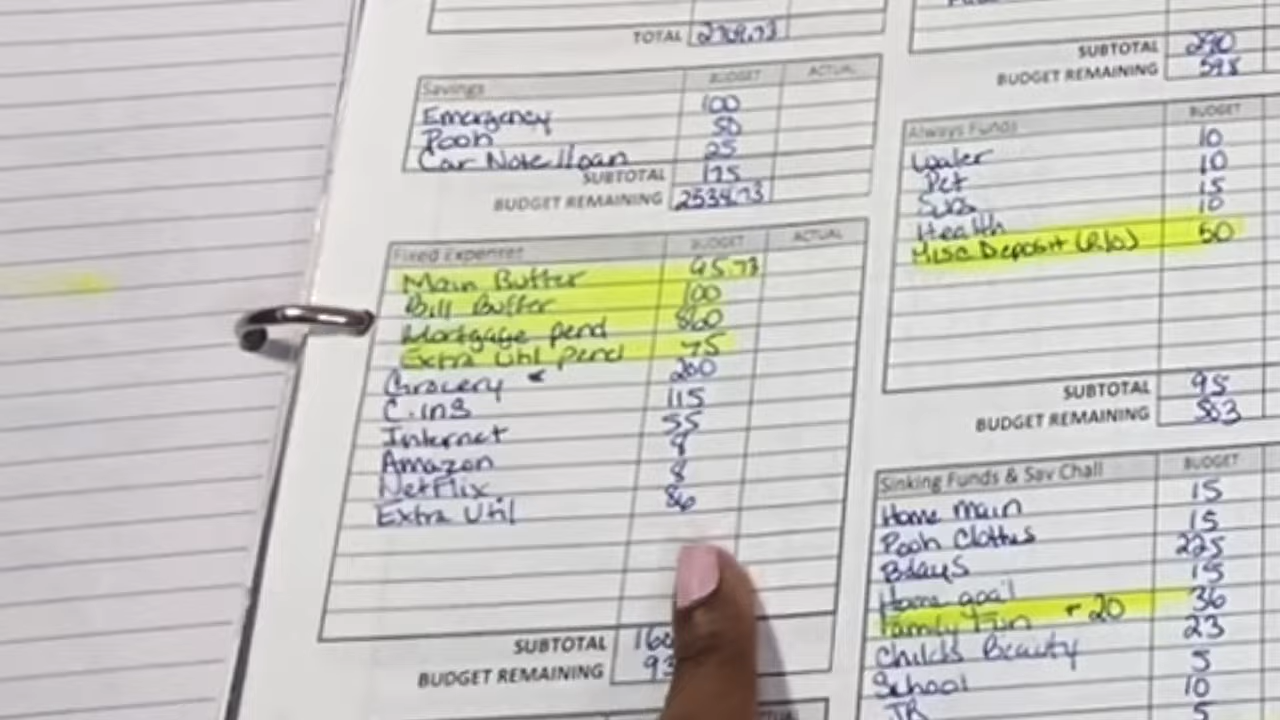 TOTAL 2709.73
Savings BUDGET ACTUAL
Emergency 100
Pooh 50
Car Note/loan 25
SUBTOTAL 175
BUDGET REMAINING 2534.73
Fixed Expenses BUDGET ACTUAL
Main Buffer 95.73
Bill Buffer 100
Mortgage pend 860
Extra Util Pend 75
Grocery 200
C.ins 115
Internet 55
Amazon 8
Netflix 8
Extra Util 86
SUBTOTAL
BUDGET REMAINING
SUBTOTAL 290
BUDGET REMAINING 598
Always Funds BUDGET
Water 10
Pet 10
Subs 15
Health 10
Misc Deposit 50
SUBTOTAL 95
BUDGET REMAINING 503
Sinking Funds & Sav Chall BUDGET
Home main 15
Pooh Clothes 15
Bdays 225
Home goal 15
Family Fun + 20 36
Childs Beauty 23
School 5
JR 10
5